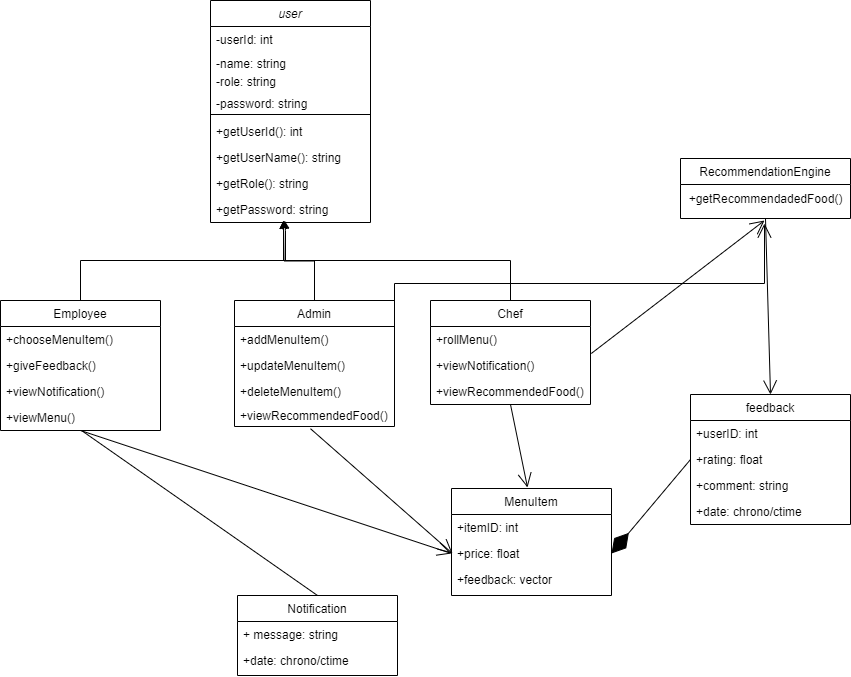 user
-userId: int
-name: string
-role: string
-password: string
+getUserId(): int
+getUserName(): string
+getRole(): string
+getPassword: string
RecommendationEngine
+getRecommendadedFood()
Employee
+chooseMenuItem()
+giveFeedback()
+viewNotification()
+viewMenu()
Admin
+addMenuItem()
+updateMenuItem()
+deleteMenuItem()
+viewRecommendedFood()
Chef
+rollMenu()
+viewNotification()
+viewRecommendedFood()
feedback
+userID: int
+rating: float
+comment: string
+date: chrono/ctime
MenuItem
+itemID: int
+price: float
+feedback: vector
Notification
+ message: string
+date: chrono/ctime